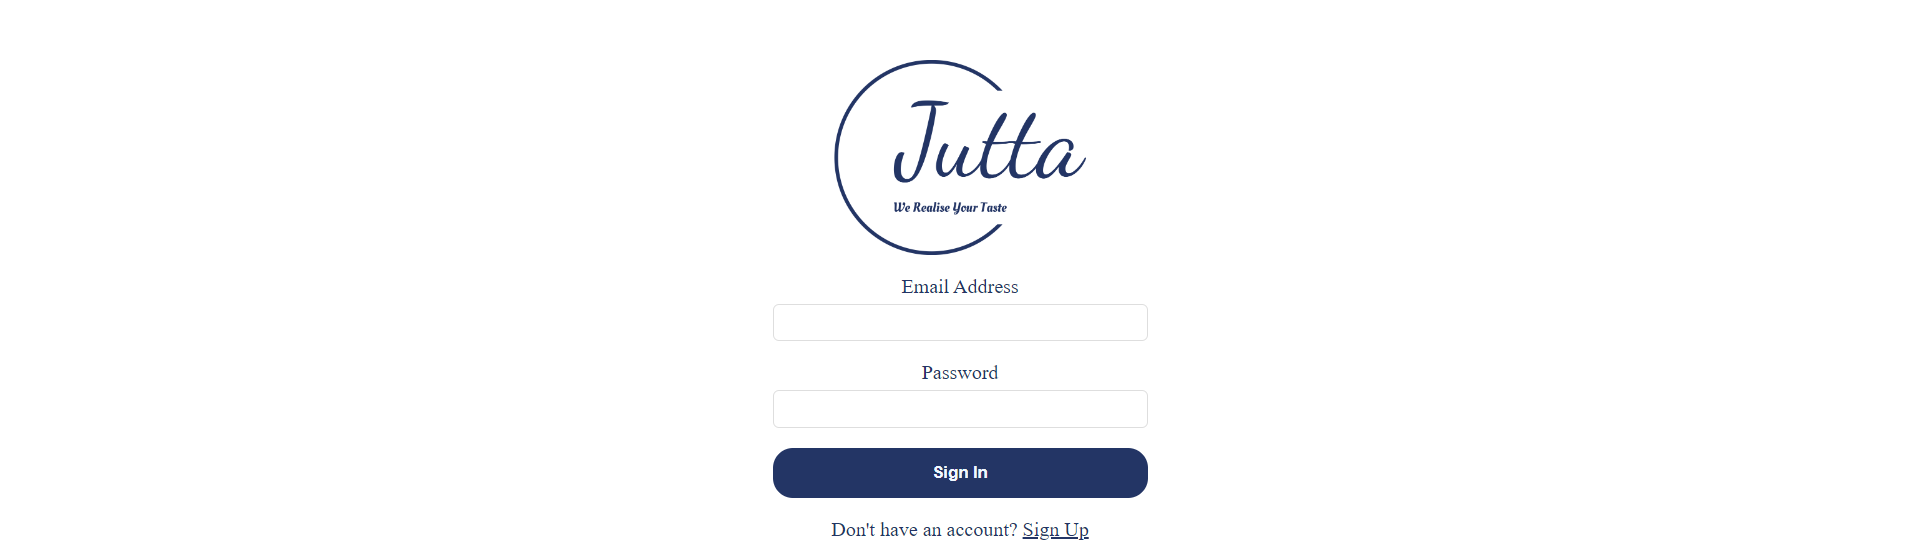 Jutta
We Realise Your Taste
Email Address
Password
Sign In
Don't have an account? Sign Up